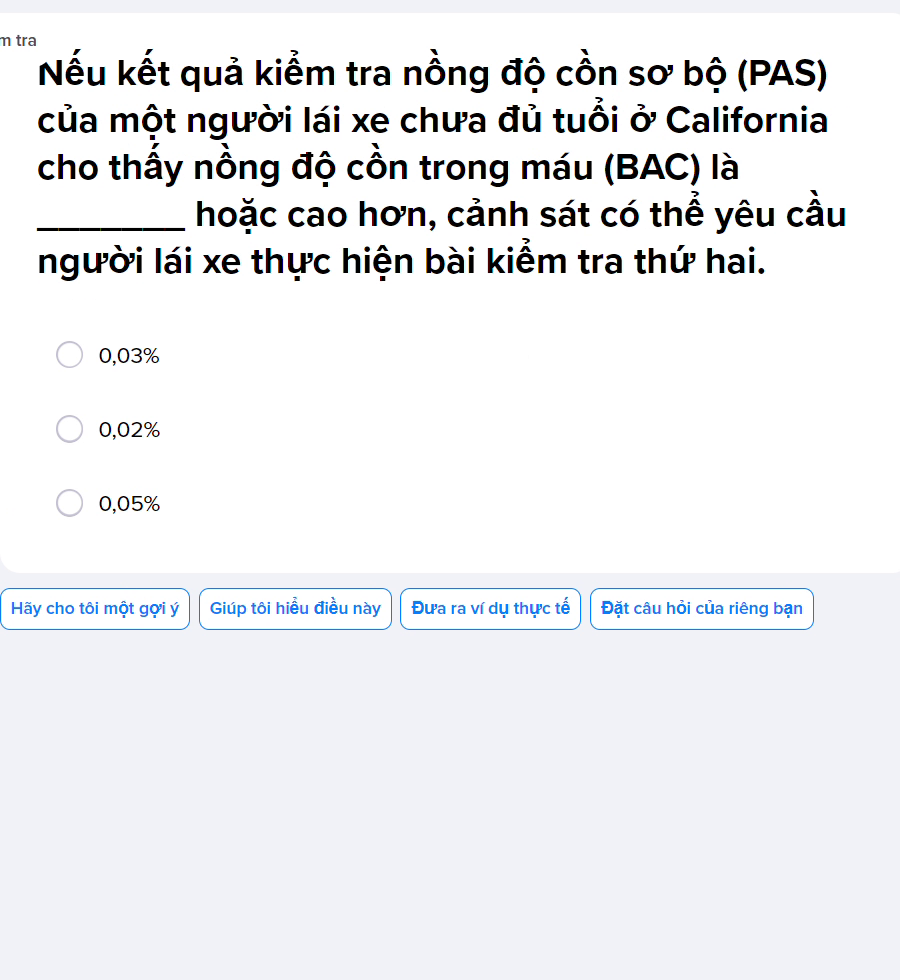 m tra
Nếu kết quả kiểm tra nồng độ cồn sơ bộ (PAS)
của một người lái xe chưa đủ tuổi ở California
cho thấy nồng độ cồn trong máu (BAC) là
_______ hoặc cao hơn, cảnh sát có thể yêu cầu
người lái xe thực hiện bài kiểm tra thứ hai.
0,03%
0,02%
0,05%
Hãy cho tôi một gợi ý Giúp tôi hiểu điều này Đưa ra ví dụ thực tế Đặt câu hỏi của riêng bạn